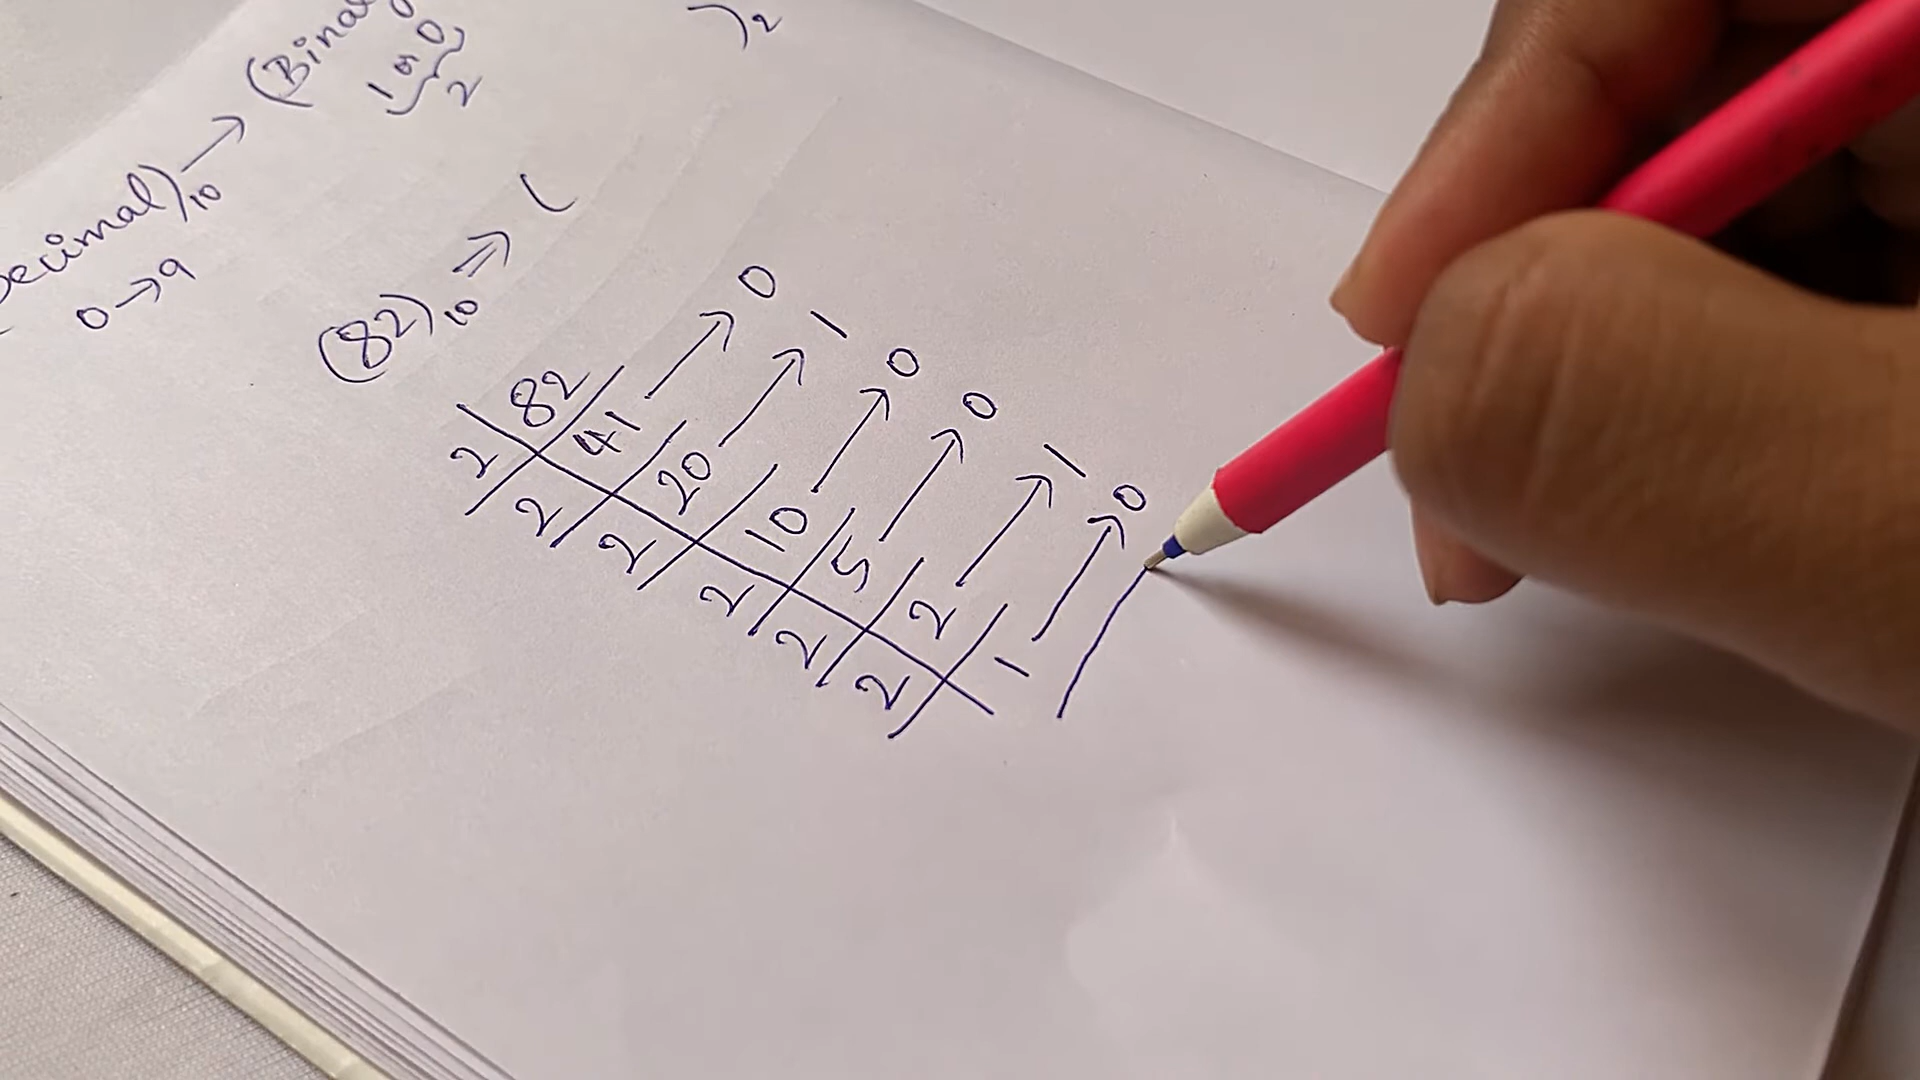 Decimal)10 → (Bina
0→9 1 or 0
2
(82)10 ⇒ ( )2
2 | 82
2 | 41 → 0
2 | 20 → 1
2 | 10 → 0
2 | 5 → 0
2 | 2 → 1
1 → 0